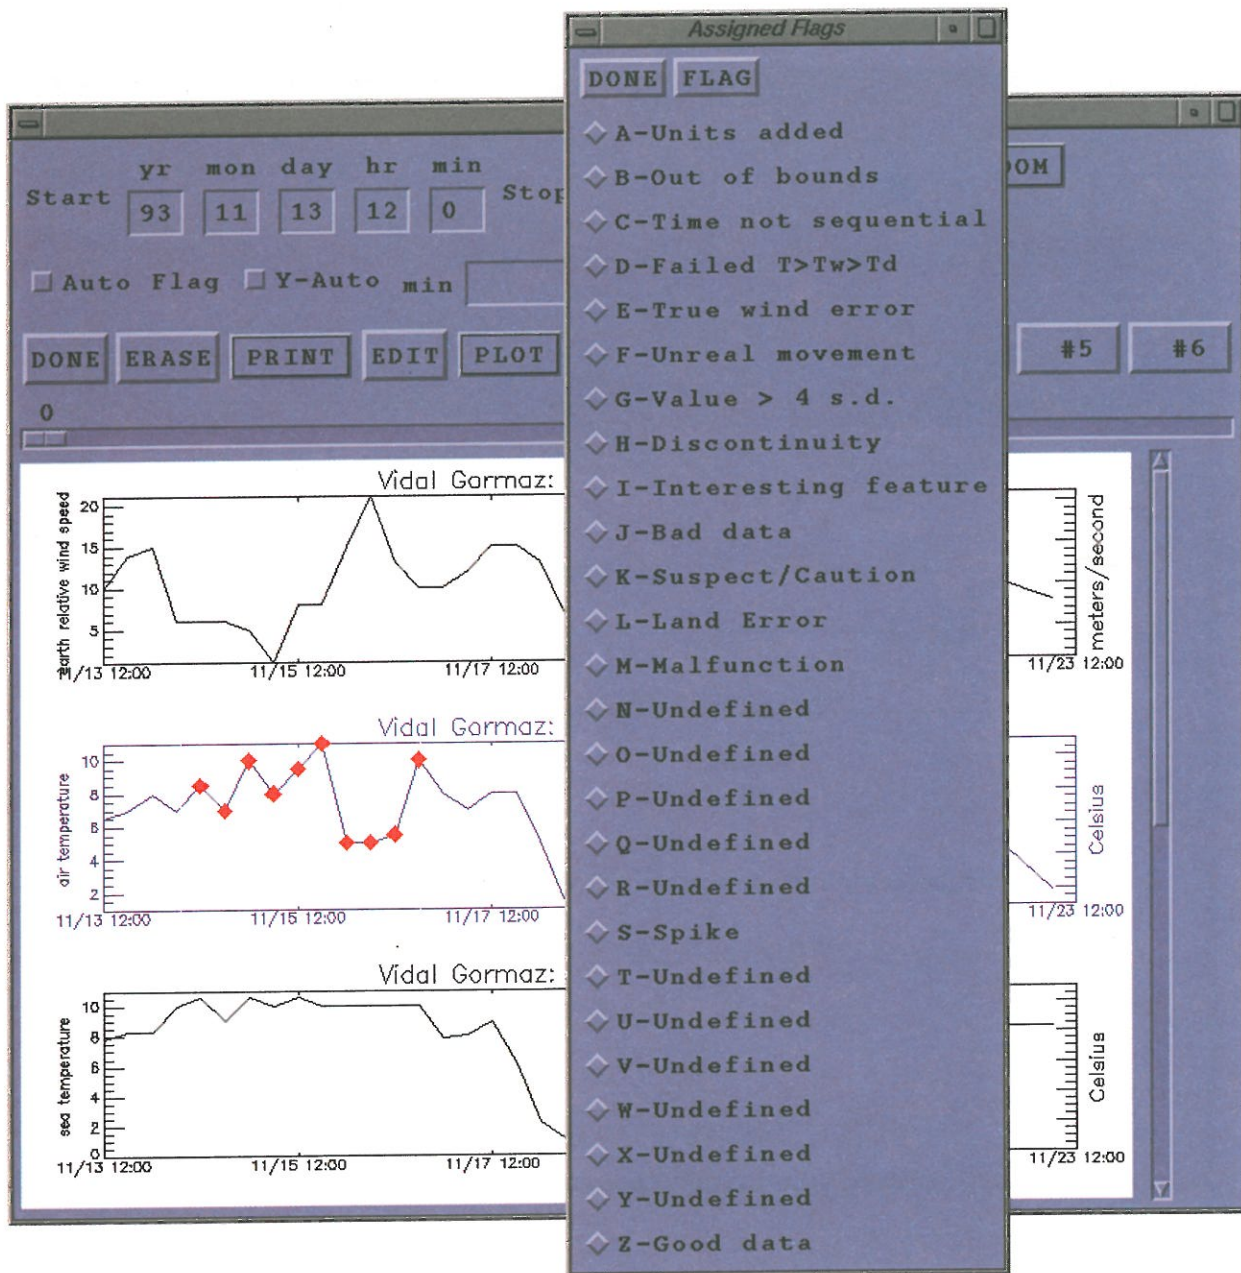 Assigned Flags
DONE FLAG
A-Units added
B-Out of bounds
C-Time not sequential
D-Failed T>Tw>Td
E-True wind error
F-Unreal movement
G-Value > 4 s.d.
H-Discontinuity
I-Interesting feature
J-Bad data
K-Suspect/Caution
L-Land Error
M-Malfunction
N-Undefined
O-Undefined
P-Undefined
Q-Undefined
R-Undefined
S-Spike
T-Undefined
U-Undefined
V-Undefined
W-Undefined
X-Undefined
Y-Undefined
Z-Good data
yr mon day hr min
Start 93 11 13 12 0 Stop
OOM
Auto Flag Y-Auto min
DONE ERASE PRINT EDIT PLOT #5 #6
0
Vidal Gormaz:
earth relative wind speed
20
15
10
5
11/13 12:00 11/15 12:00 11/17 12:00 11/23 12:00
meters/second
Vidal Gormaz:
air temperature
10
8
6
4
2
11/13 12:00 11/15 12:00 11/17 12:00 11/23 12:00
Celsius
Vidal Gormaz:
sea temperature
10
8
6
4
2
0
11/13 12:00 11/15 12:00 11/17 12:00 11/23 12:00
Celsius